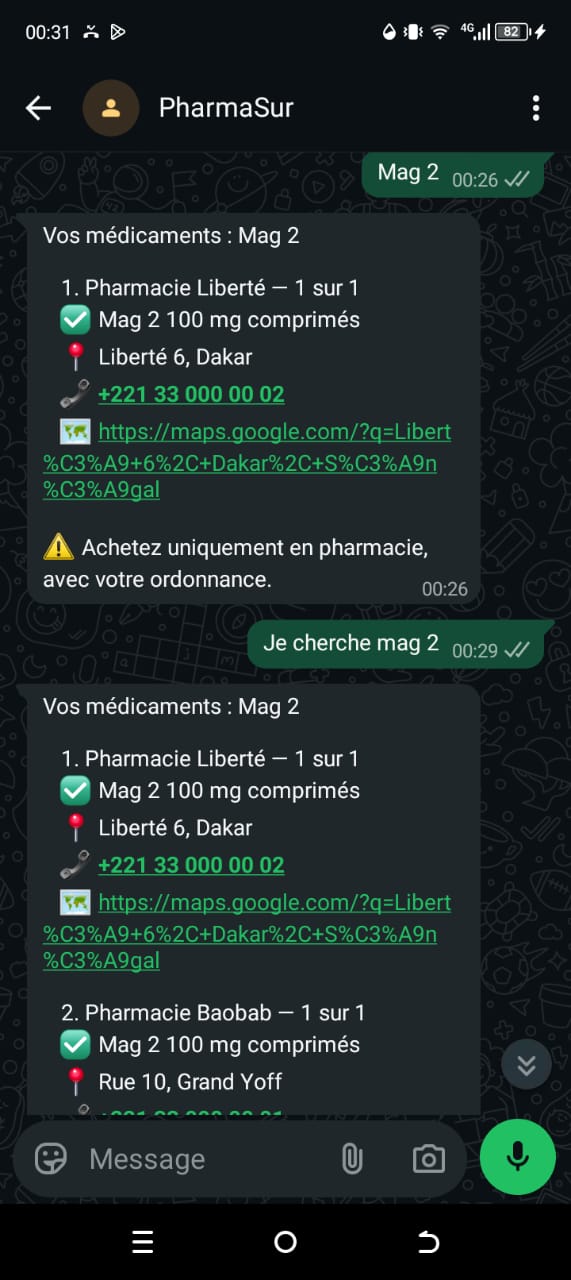 00:31
4G
82
PharmaSur
Mag 2 00:26
Vos médicaments : Mag 2
1. Pharmacie Liberté — 1 sur 1
✅ Mag 2 100 mg comprimés
📍 Liberté 6, Dakar
📞 +221 33 000 00 02
🗺️ https://maps.google.com/?q=Libert
%C3%A9+6%2C+Dakar%2C+S%C3%A9n
%C3%A9gal
⚠️ Achetez uniquement en pharmacie,
avec votre ordonnance.
00:26
Je cherche mag 2 00:29
Vos médicaments : Mag 2
1. Pharmacie Liberté — 1 sur 1
✅ Mag 2 100 mg comprimés
📍 Liberté 6, Dakar
📞 +221 33 000 00 02
🗺️ https://maps.google.com/?q=Libert
%C3%A9+6%2C+Dakar%2C+S%C3%A9n
%C3%A9gal
2. Pharmacie Baobab — 1 sur 1
✅ Mag 2 100 mg comprimés
📍 Rue 10, Grand Yoff
Message